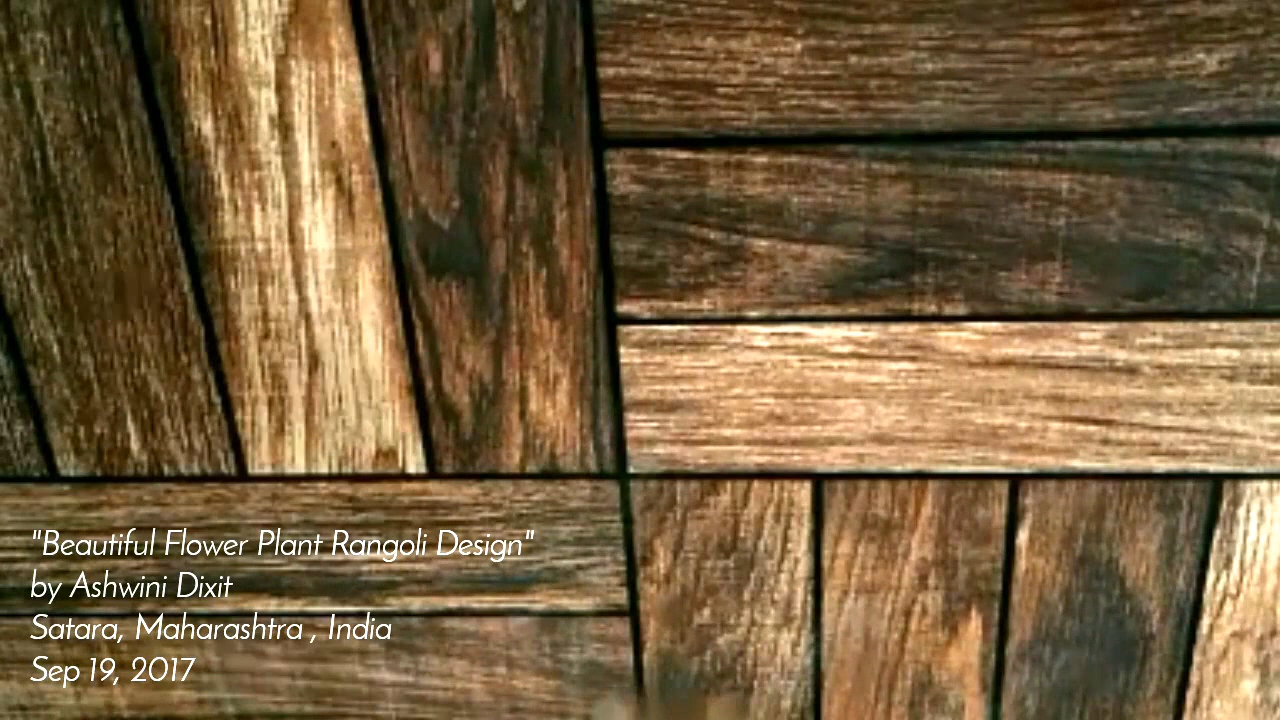 "Beautiful Flower Plant Rangoli Design"
by Ashwini Dixit
Satara, Maharashtra , India
Sep 19, 2017